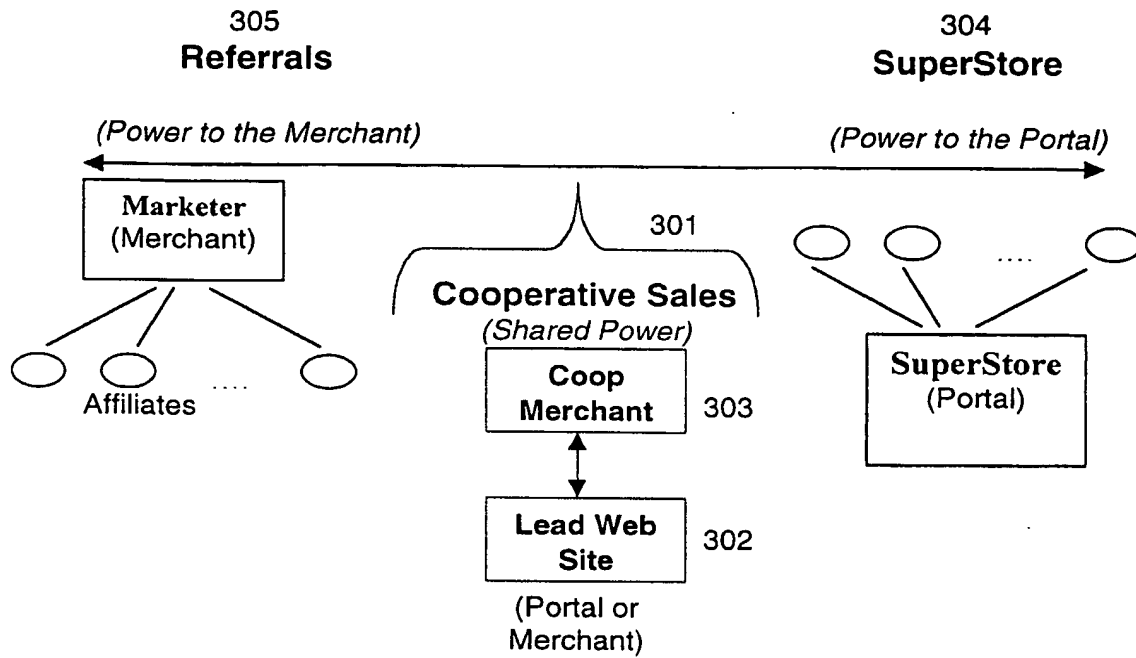 305
Referrals
304
SuperStore
(Power to the Merchant)
(Power to the Portal)
Marketer
(Merchant)
....
Affiliates
301
Cooperative Sales
(Shared Power)
Coop
Merchant
303
Lead Web
Site
302
(Portal or
Merchant)
....
SuperStore
(Portal)